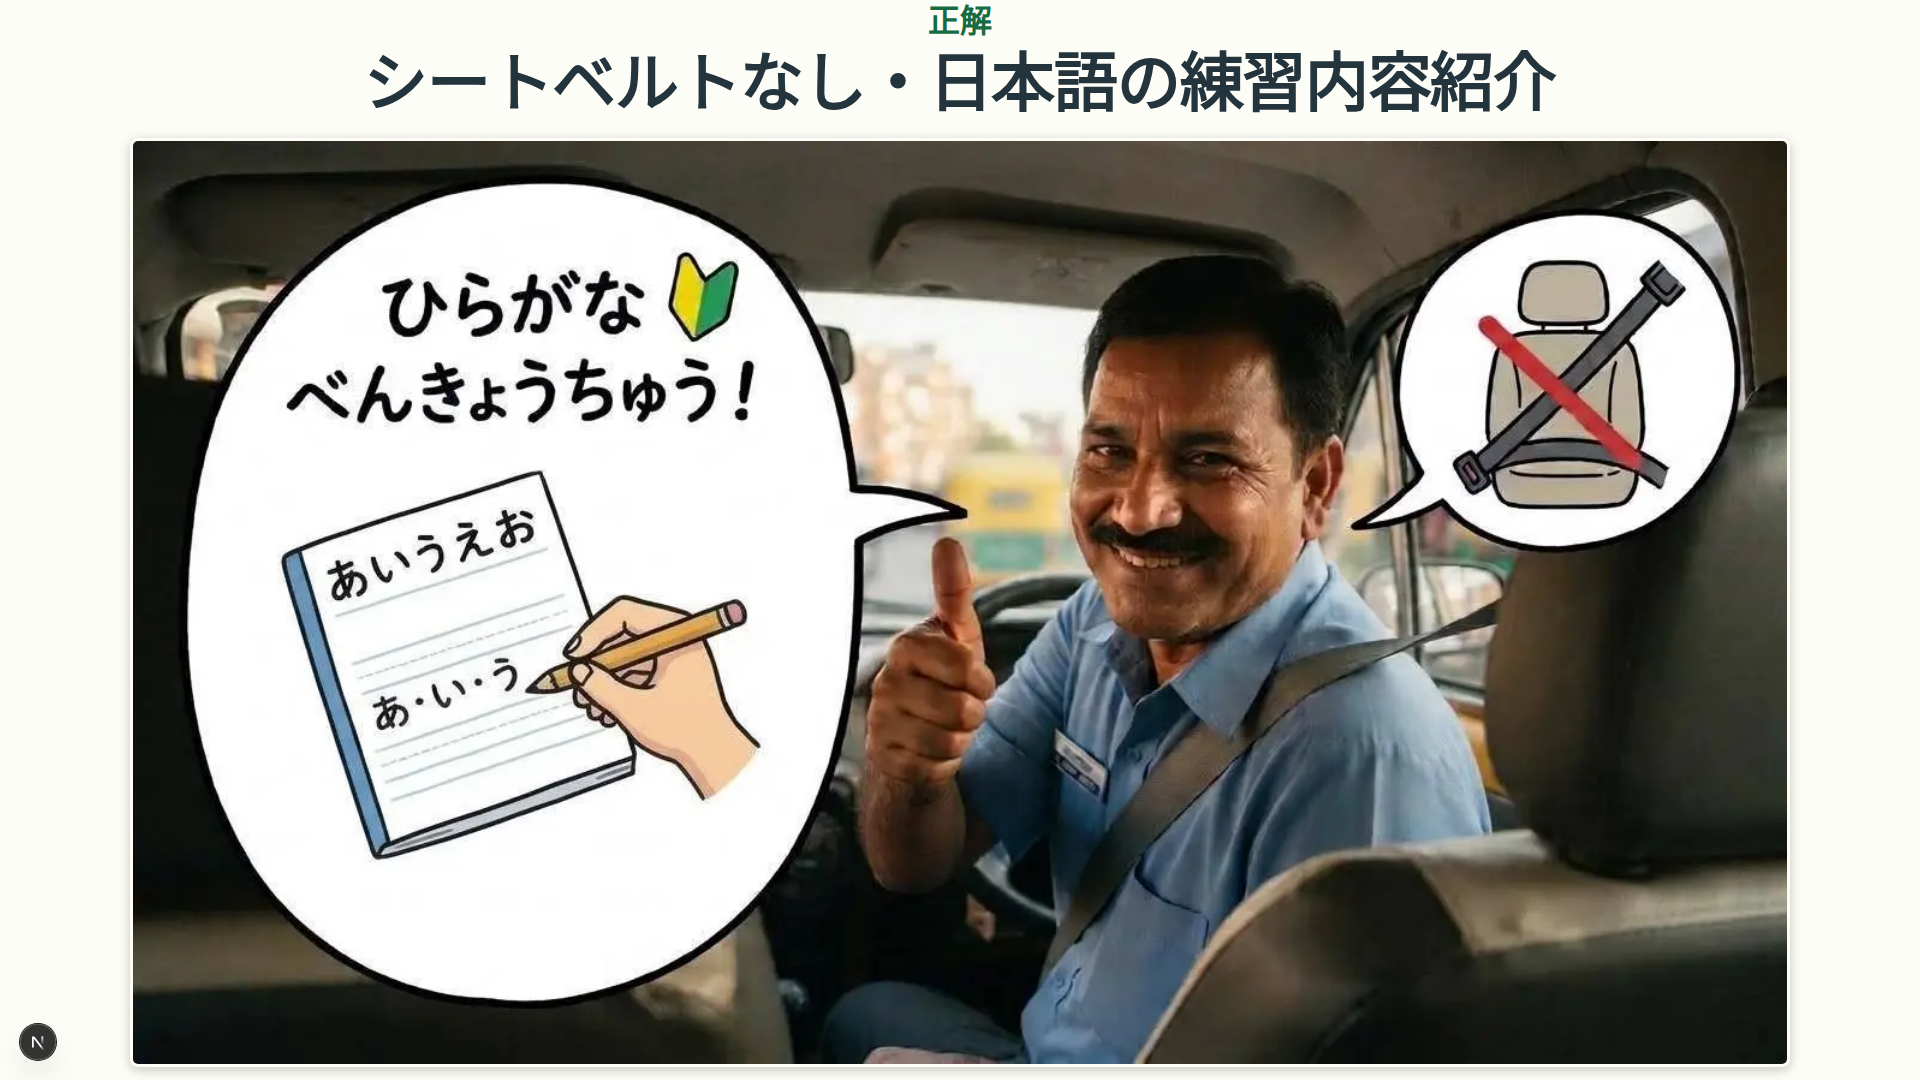 正解
シートベルトなし・日本語の練習内容紹介
ひらがな
べんきょうちゅう！
あいうえお
あ・い・う
N